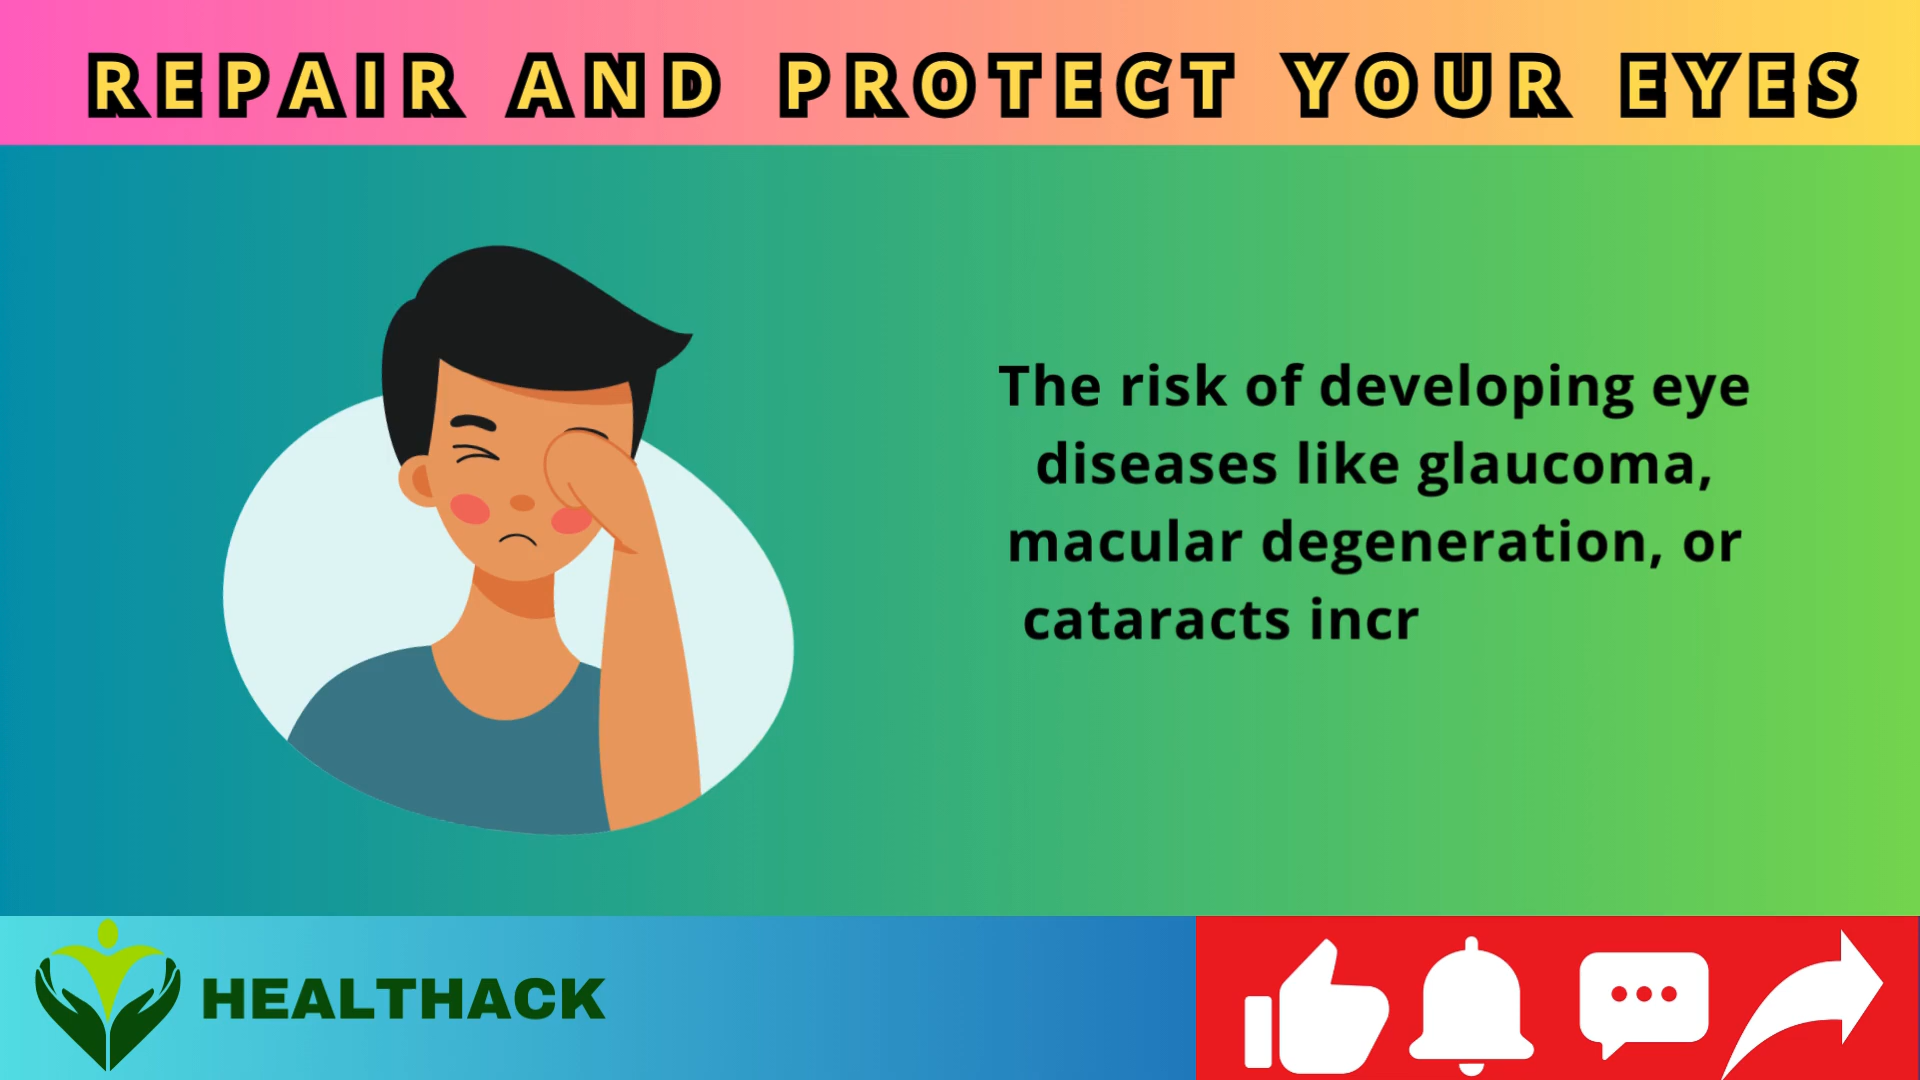 REPAIR AND PROTECT YOUR EYES
The risk of developing eye
diseases like glaucoma,
macular degeneration, or
cataracts incr
HEALTHACK